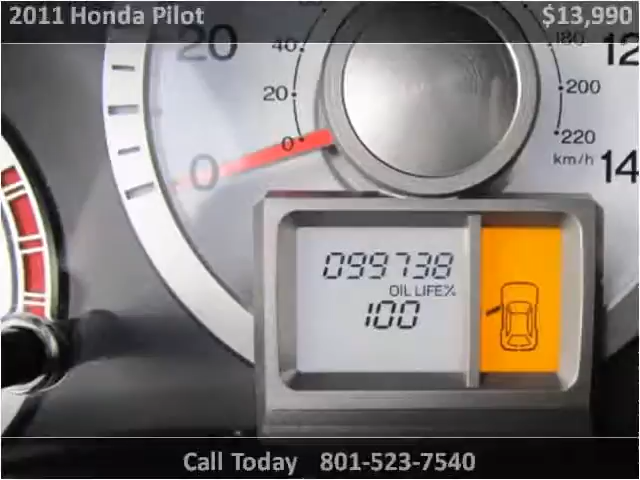 2011 Honda Pilot $13,990
20 40 180 12
20 200
0 220
0 km/h 14
099738
OIL LIFE%
100
Call Today 801-523-7540